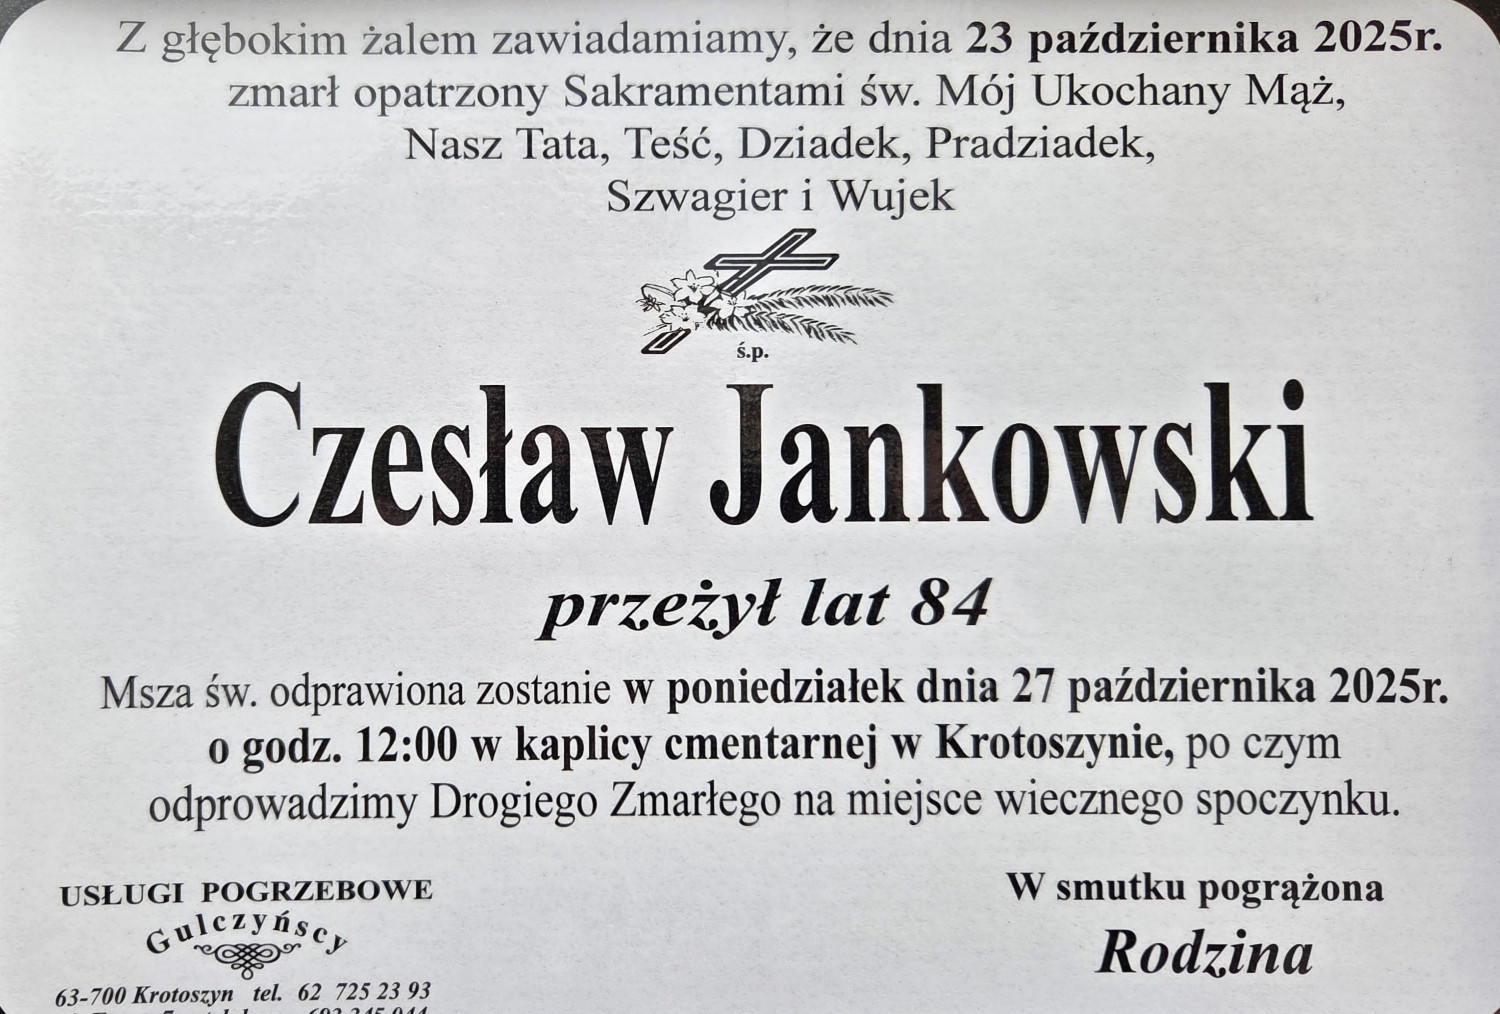 Z głębokim żalem zawiadamiamy, że dnia 23 października 2025r.
zmarł opatrzony Sakramentami św. Mój Ukochany Mąż,
Nasz Tata, Teść, Dziadek, Pradziadek,
Szwagier i Wujek
ś.p.
Czesław Jankowski
przeżył lat 84
Msza św. odprawiona zostanie w poniedziałek dnia 27 października 2025r.
o godz. 12:00 w kaplicy cmentarnej w Krotoszynie, po czym
odprowadzimy Drogiego Zmarłego na miejsce wiecznego spoczynku.
USŁUGI POGRZEBOWE
Gulczyńscy
63-700 Krotoszyn tel. 62 725 23 93
W smutku pogrążona
Rodzina